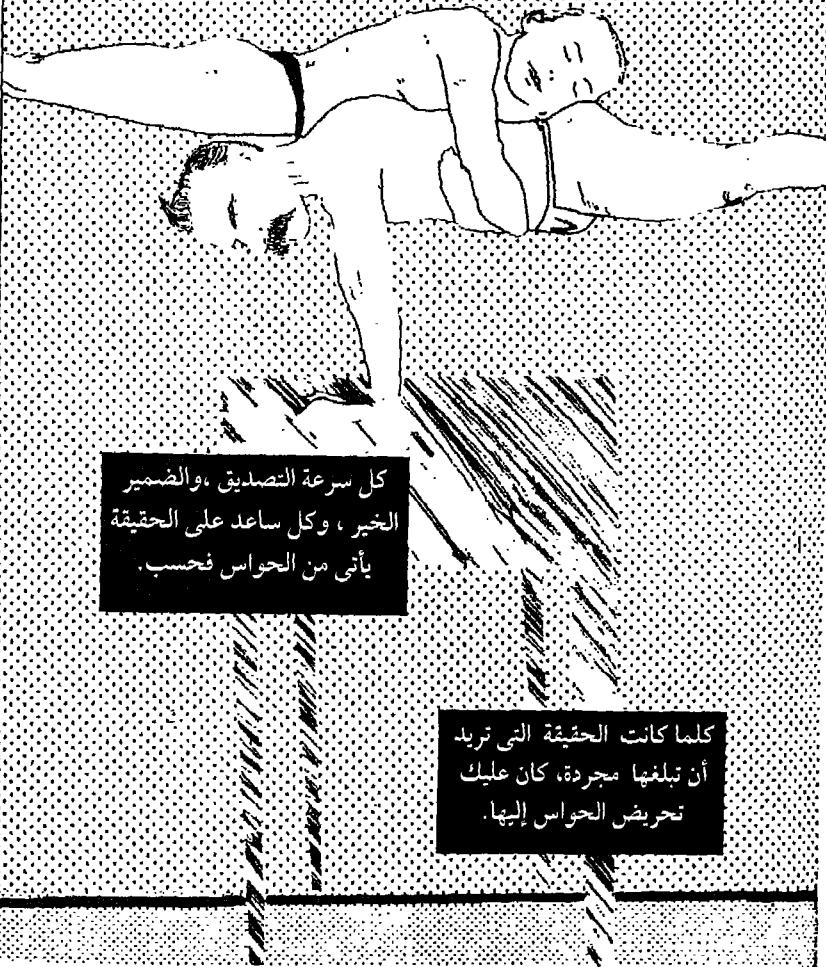 كل سرعة التصديق ،والضمير
الخير ، وكل ساعد على الحقيقة
يأتى من الحواس فحسب.
كلما كانت الحقيقة التى تريد
أن تبلغها مجردة، كان عليك
تحريض الحواس إليها.